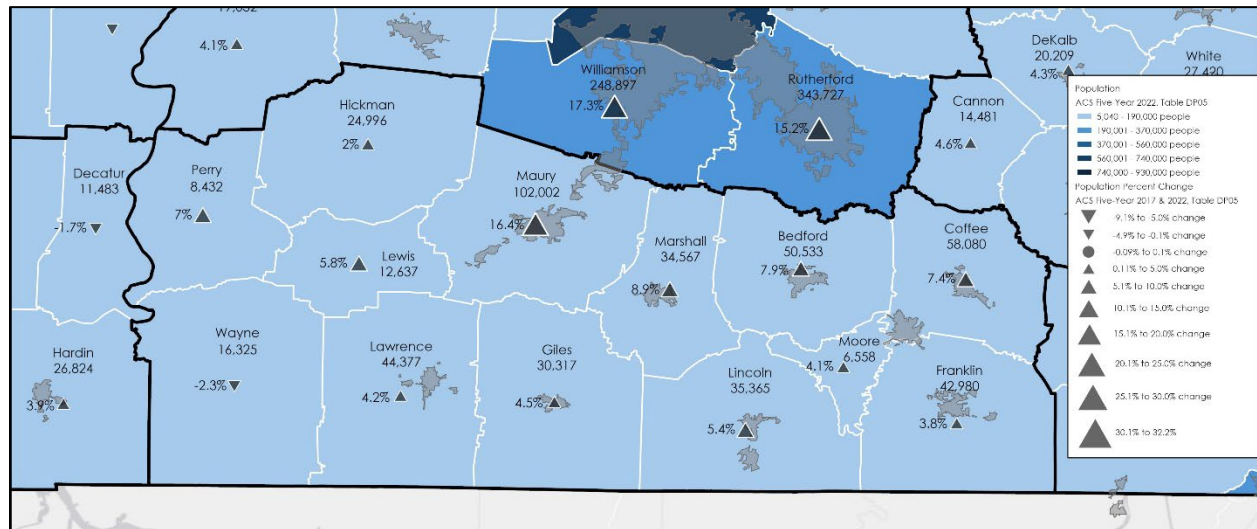 4.1%
DeKalb
20,209
4.3%
White
27,420
Williamson
248,897
17.3%
Rutherford
343,727
15.2%
Hickman
24,996
2%
Cannon
14,481
4.6%
Decatur
11,483
-1.7%
Perry
8,432
7%
Maury
102,002
16.4%
Lewis
12,637
5.8%
Marshall
34,567
8.9%
Bedford
50,533
7.9%
Coffee
58,080
7.4%
Hardin
26,824
3.9%
Wayne
16,325
-2.3%
Lawrence
44,377
4.2%
Giles
30,317
4.5%
Lincoln
35,365
5.4%
Moore
6,558
4.1%
Franklin
42,980
3.8%
Population
ACS Five-Year 2022, Table DP05
5,040 - 190,000 people
190,001 - 370,000 people
370,001 - 560,000 people
560,001 - 740,000 people
740,000 - 930,000 people
Population Percent Change
ACS Five-Year 2017 & 2022, Table DP05
-9.1% to -5.0% change
-4.9% to -0.1% change
-0.09% to 0.1% change
0.11% to 5.0% change
5.1% to 10.0% change
10.1% to 15.0% change
15.1% to 20.0% change
20.1% to 25.0% change
25.1% to 30.0% change
30.1% to 32.2%